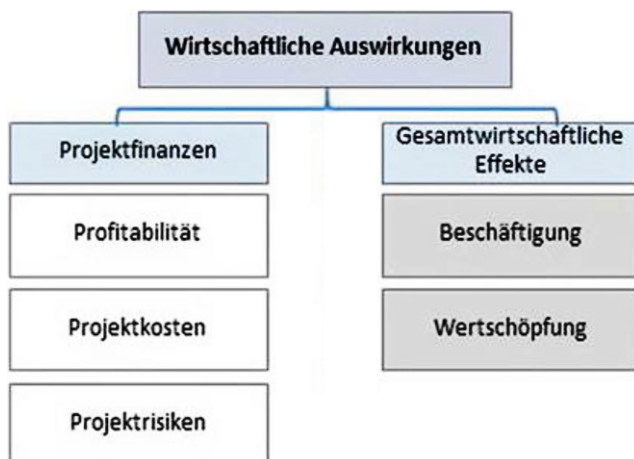 Wirtschaftliche Auswirkungen
Projektfinanzen
Profitabilität
Projektkosten
Projektrisiken
Gesamtwirtschaftliche
Effekte
Beschäftigung
Wertschöpfung